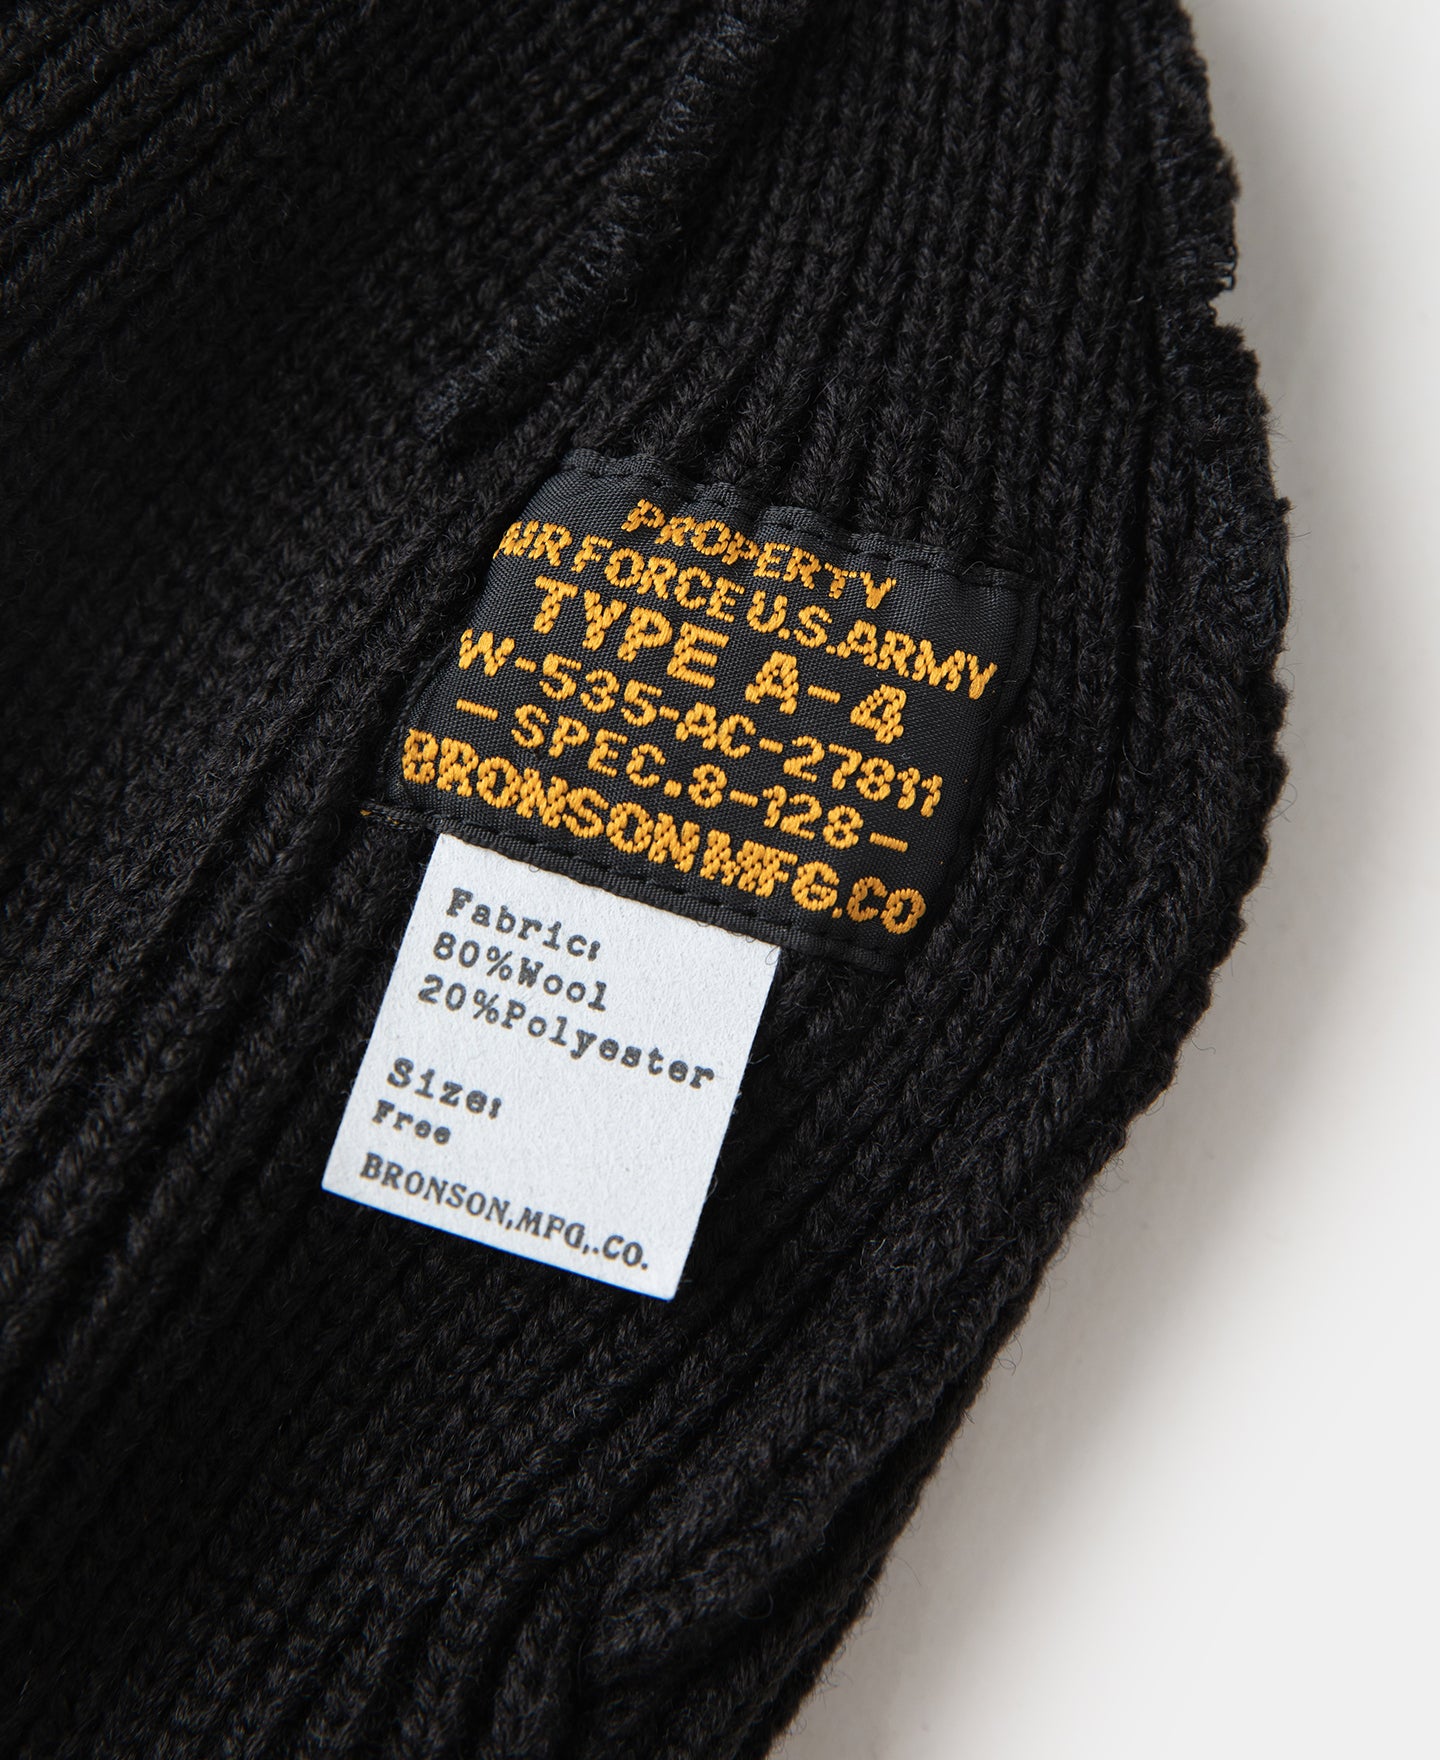 PROPERTY
AIR FORCE U.S.ARMY
TYPE A-4
W-535-AC-27811
-SPEC.8-128-
BRONSON MFG.CO
Fabric:
80%Wool
20%Polyester
Size:
Free
BRONSON,MFG,.CO.